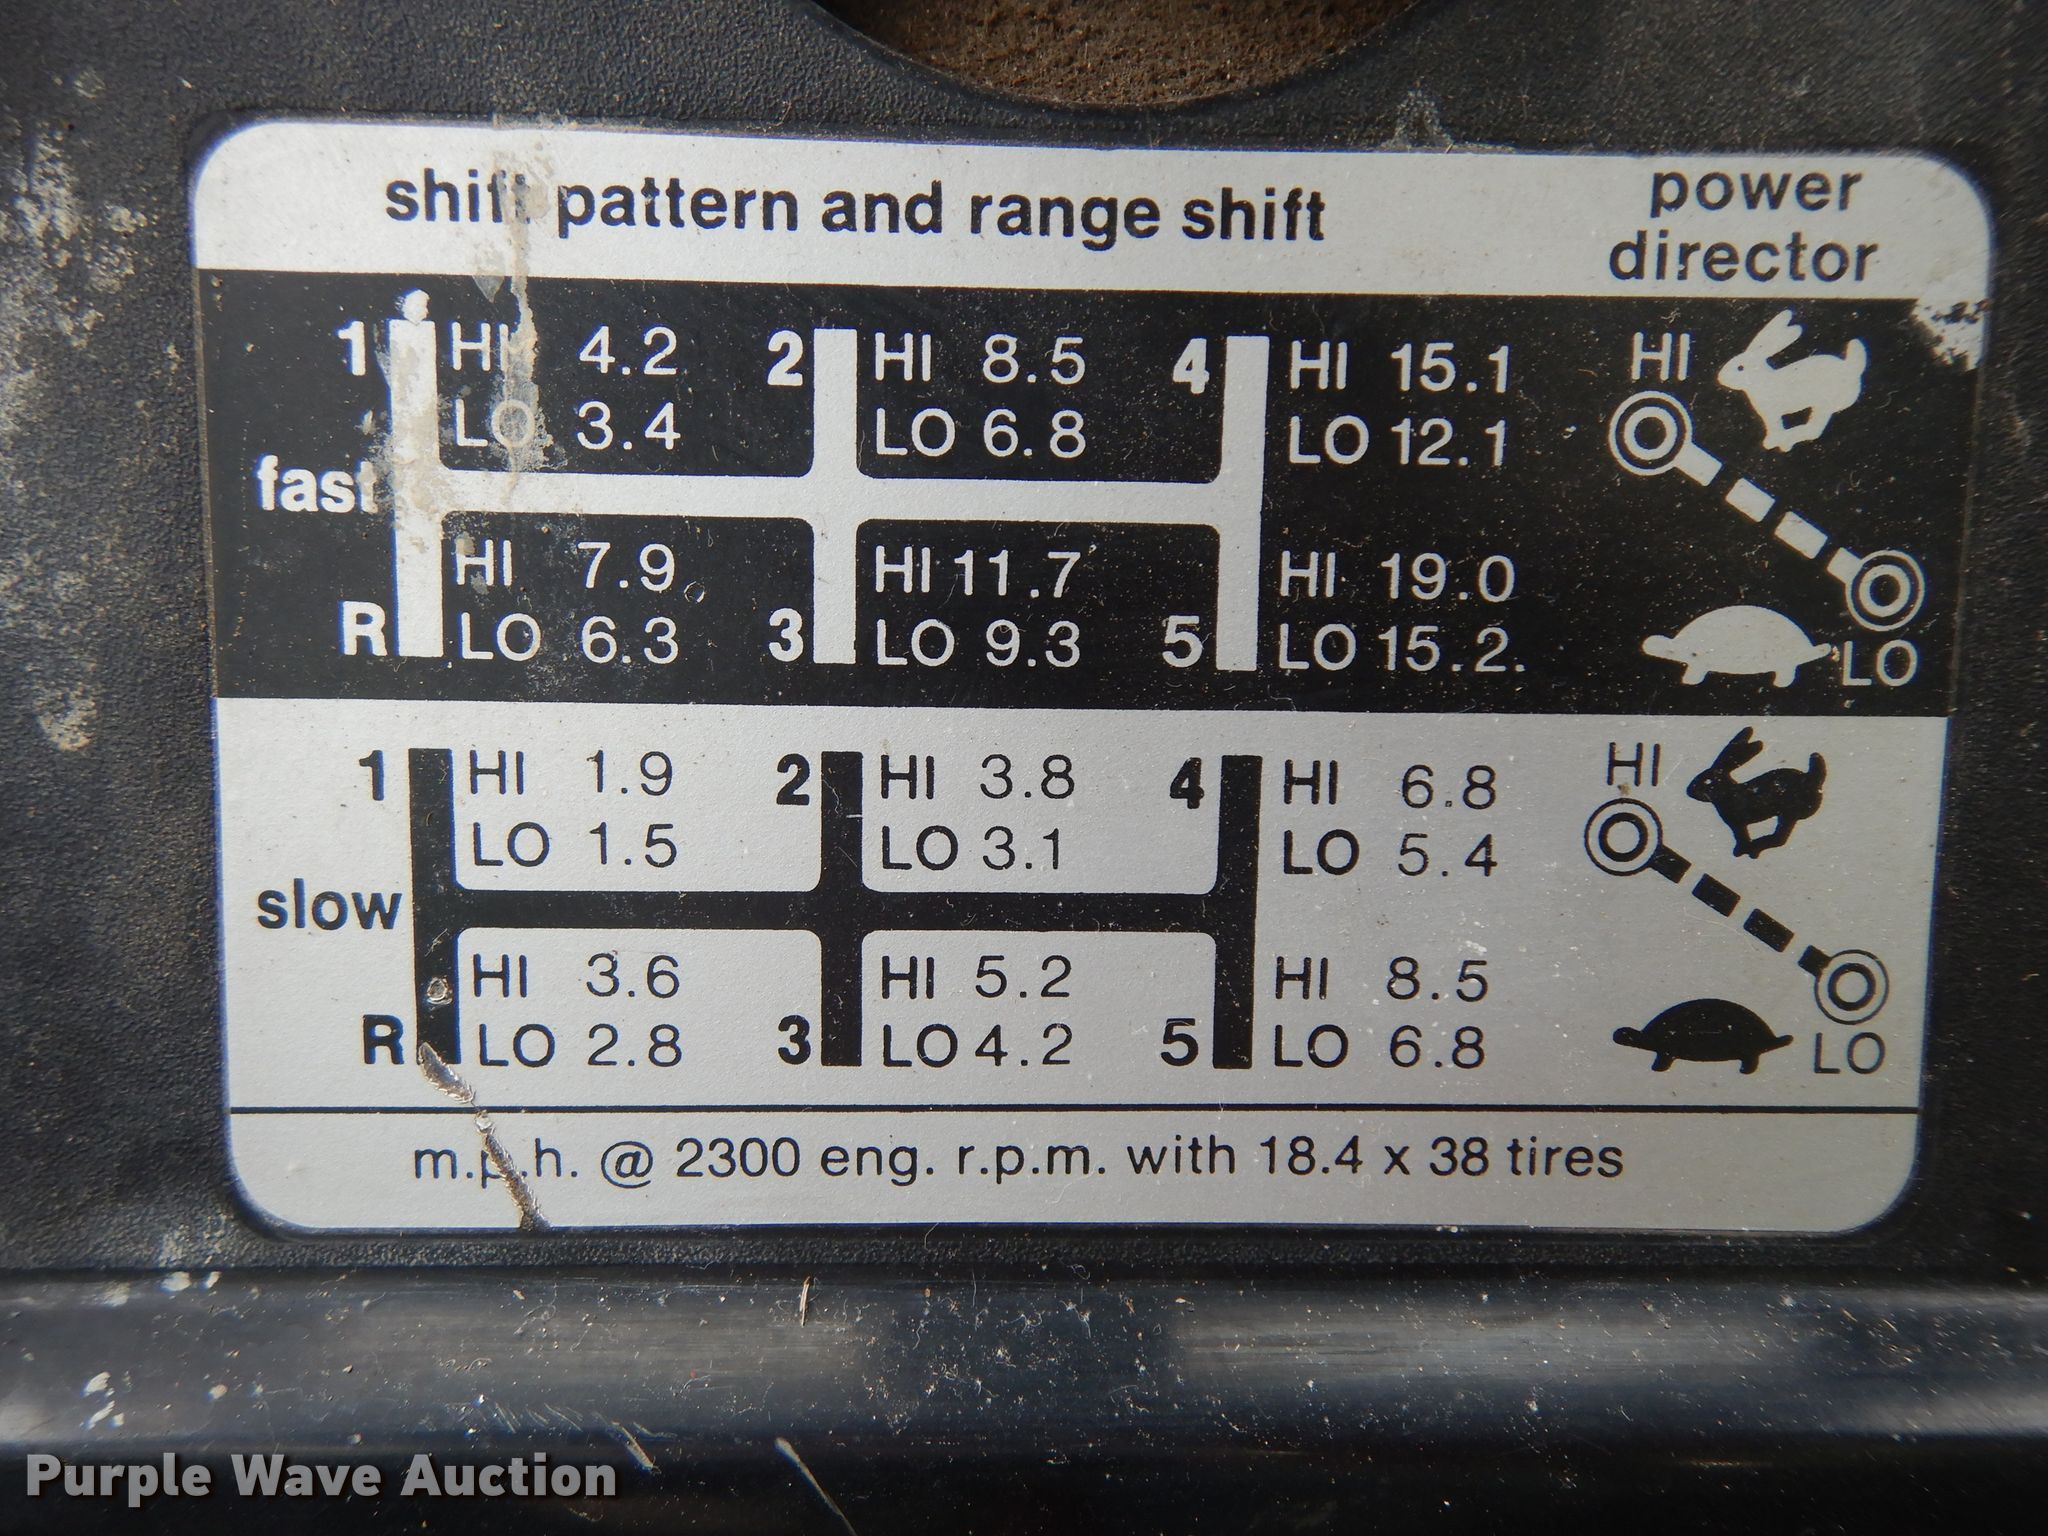 shift pattern and range shift
power
director
1 HI 4.2 2 HI 8.5 4 HI 15.1 HI
LO 3.4 LO 6.8 LO 12.1
fast
HI 7.9 HI 11.7 HI 19.0
R LO 6.3 3 LO 9.3 5 LO 15.2. LO
1 HI 1.9 2 HI 3.8 4 HI 6.8 HI
LO 1.5 LO 3.1 LO 5.4
slow
HI 3.6 HI 5.2 HI 8.5
R LO 2.8 3 LO 4.2 5 LO 6.8 LO
m.p.h. @ 2300 eng. r.p.m. with 18.4 x 38 tires
Purple Wave Auction